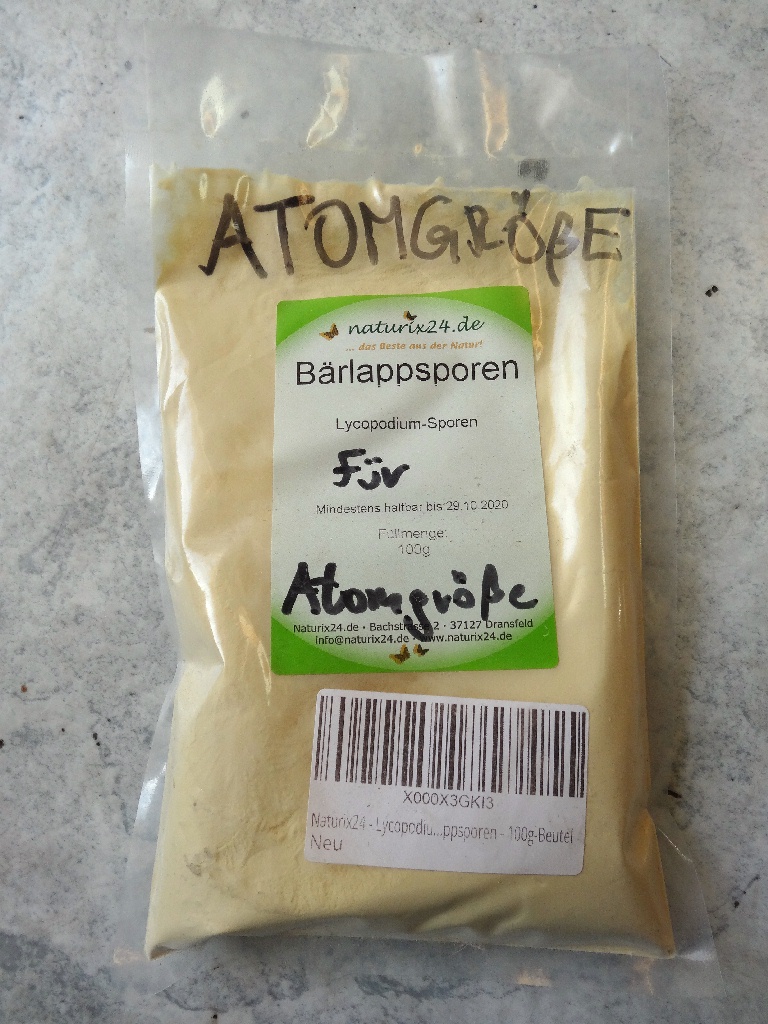 ATOMGRÖßE
naturix24.de
... das Beste aus der Natur!
Bärlappsporen
Lycopodium-Sporen
Für
Mindestens haltbar bis:29.10.2020
Füllmenge:
100g
Atomgröße
Naturix24.de • Bachstrasse 2 • 37127 Dransfeld
info@naturix24.de • www.naturix24.de
X000X3GKI3
Naturix24 - Lycopodiu...ppsporen - 100g-Beutel
Neu